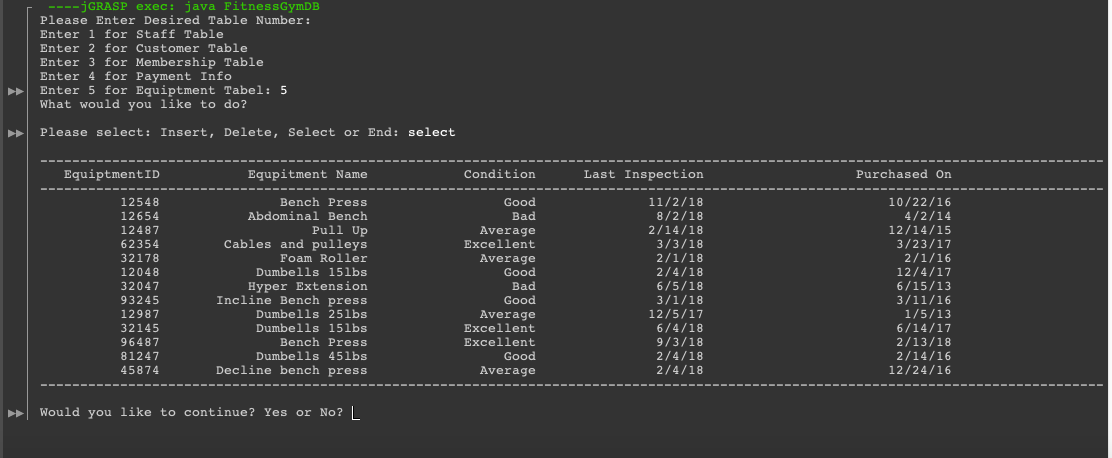 ----jGRASP exec: java FitnessGymDB
Please Enter Desired Table Number:
Enter 1 for Staff Table
Enter 2 for Customer Table
Enter 3 for Membership Table
Enter 4 for Payment Info
Enter 5 for Equiptment Tabel: 5
What would you like to do?
Please select: Insert, Delete, Select or End: select
EquiptmentID Equpitment Name Condition Last Inspection Purchased On
12548 Bench Press Good 11/2/18 10/22/16
12654 Abdominal Bench Bad 8/2/18 4/2/14
12487 Pull Up Average 2/14/18 12/14/15
62354 Cables and pulleys Excellent 3/3/18 3/23/17
32178 Foam Roller Average 2/1/18 2/1/16
12048 Dumbells 15lbs Good 2/4/18 12/4/17
32047 Hyper Extension Bad 6/5/18 6/15/13
93245 Incline Bench press Good 3/1/18 3/11/16
12987 Dumbells 25lbs Average 12/5/17 1/5/13
32145 Dumbells 15lbs Excellent 6/4/18 6/14/17
96487 Bench Press Excellent 9/3/18 2/13/18
81247 Dumbells 45lbs Good 2/4/18 2/14/16
45874 Decline bench press Average 2/4/18 12/24/16
Would you like to continue? Yes or No?